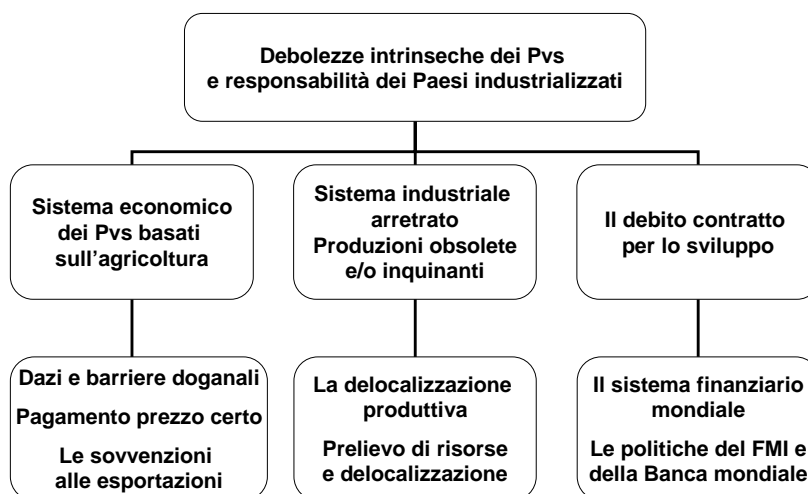 Debolezze intrinseche dei Pvs
e responsabilità dei Paesi industrializzati
Sistema economico
dei Pvs basati
sull'agricoltura
Sistema industriale
arretrato
Produzioni obsolete
e/o inquinanti
Il debito contratto
per lo sviluppo
Dazi e barriere doganali
Pagamento prezzo certo
Le sovvenzioni
alle esportazioni
La delocalizzazione
produttiva
Prelievo di risorse
e delocalizzazione
Il sistema finanziario
mondiale
Le politiche del FMI e
della Banca mondiale